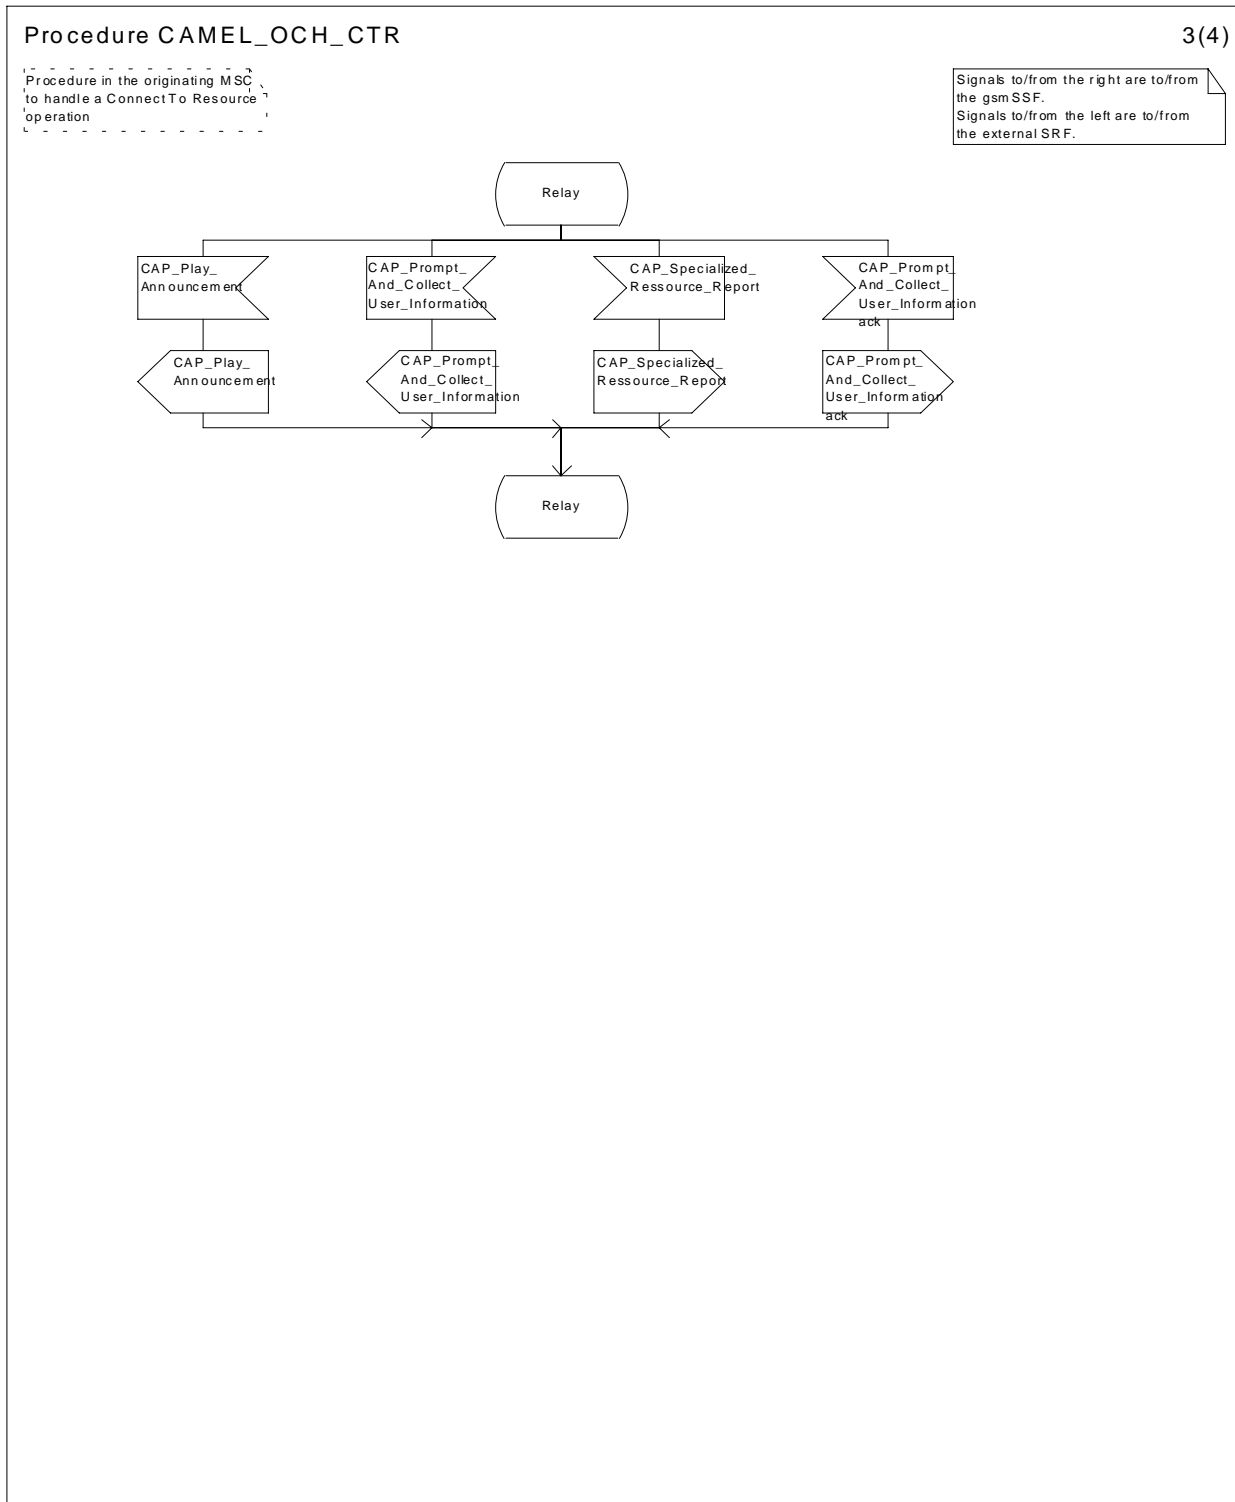 Procedure CAMEL_OCH_CTR
3(4)
Procedure in the originating MSC
to handle a Connect To Resource
operation
Signals to/from the right are to/from
the gsmSSF.
Signals to/from the left are to/from
the external SRF.
Relay
CAP_Play_
Announcement
CAP_Prompt_
And_Collect_
User_Information
CAP_Specialized_
Ressource_Report
CAP_Prompt_
And_Collect_
User_Information
ack
CAP_Play_
Announcement
CAP_Prompt_
And_Collect_
User_Information
CAP_Specialized_
Ressource_Report
CAP_Prompt_
And_Collect_
User_Information
ack
Relay